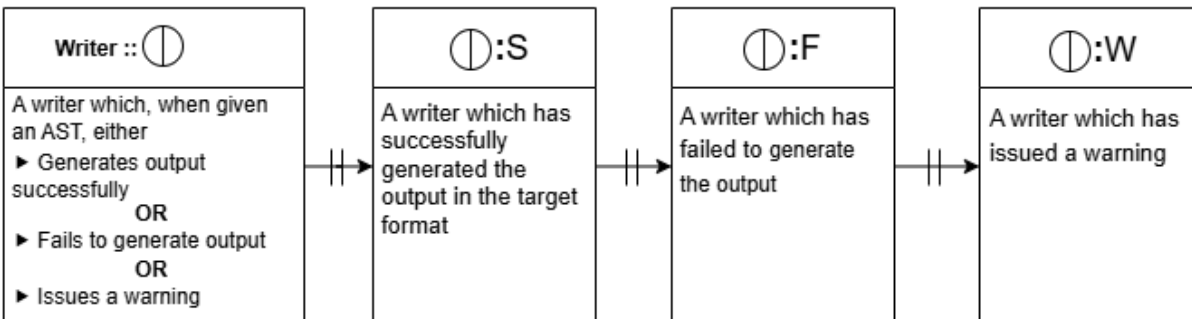 Writer ::
A writer which, when given
an AST, either
► Generates output
successfully
OR
► Fails to generate output
OR
► Issues a warning
:S
A writer which has
successfully
generated the
output in the target
format
:F
A writer which has
failed to generate
the output
:W
A writer which has
issued a warning